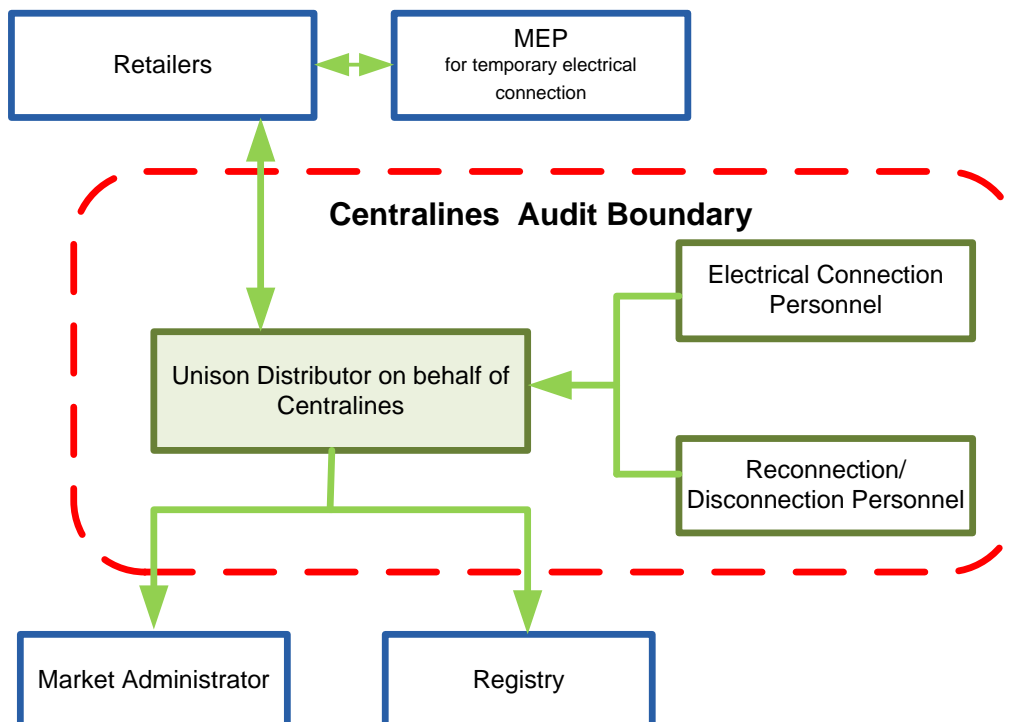 Retailers
MEP
for temporary electrical
connection
Centralines Audit Boundary
Electrical Connection
Personnel
Unison Distributor on behalf of
Centralines
Reconnection/
Disconnection Personnel
Market Administrator
Registry